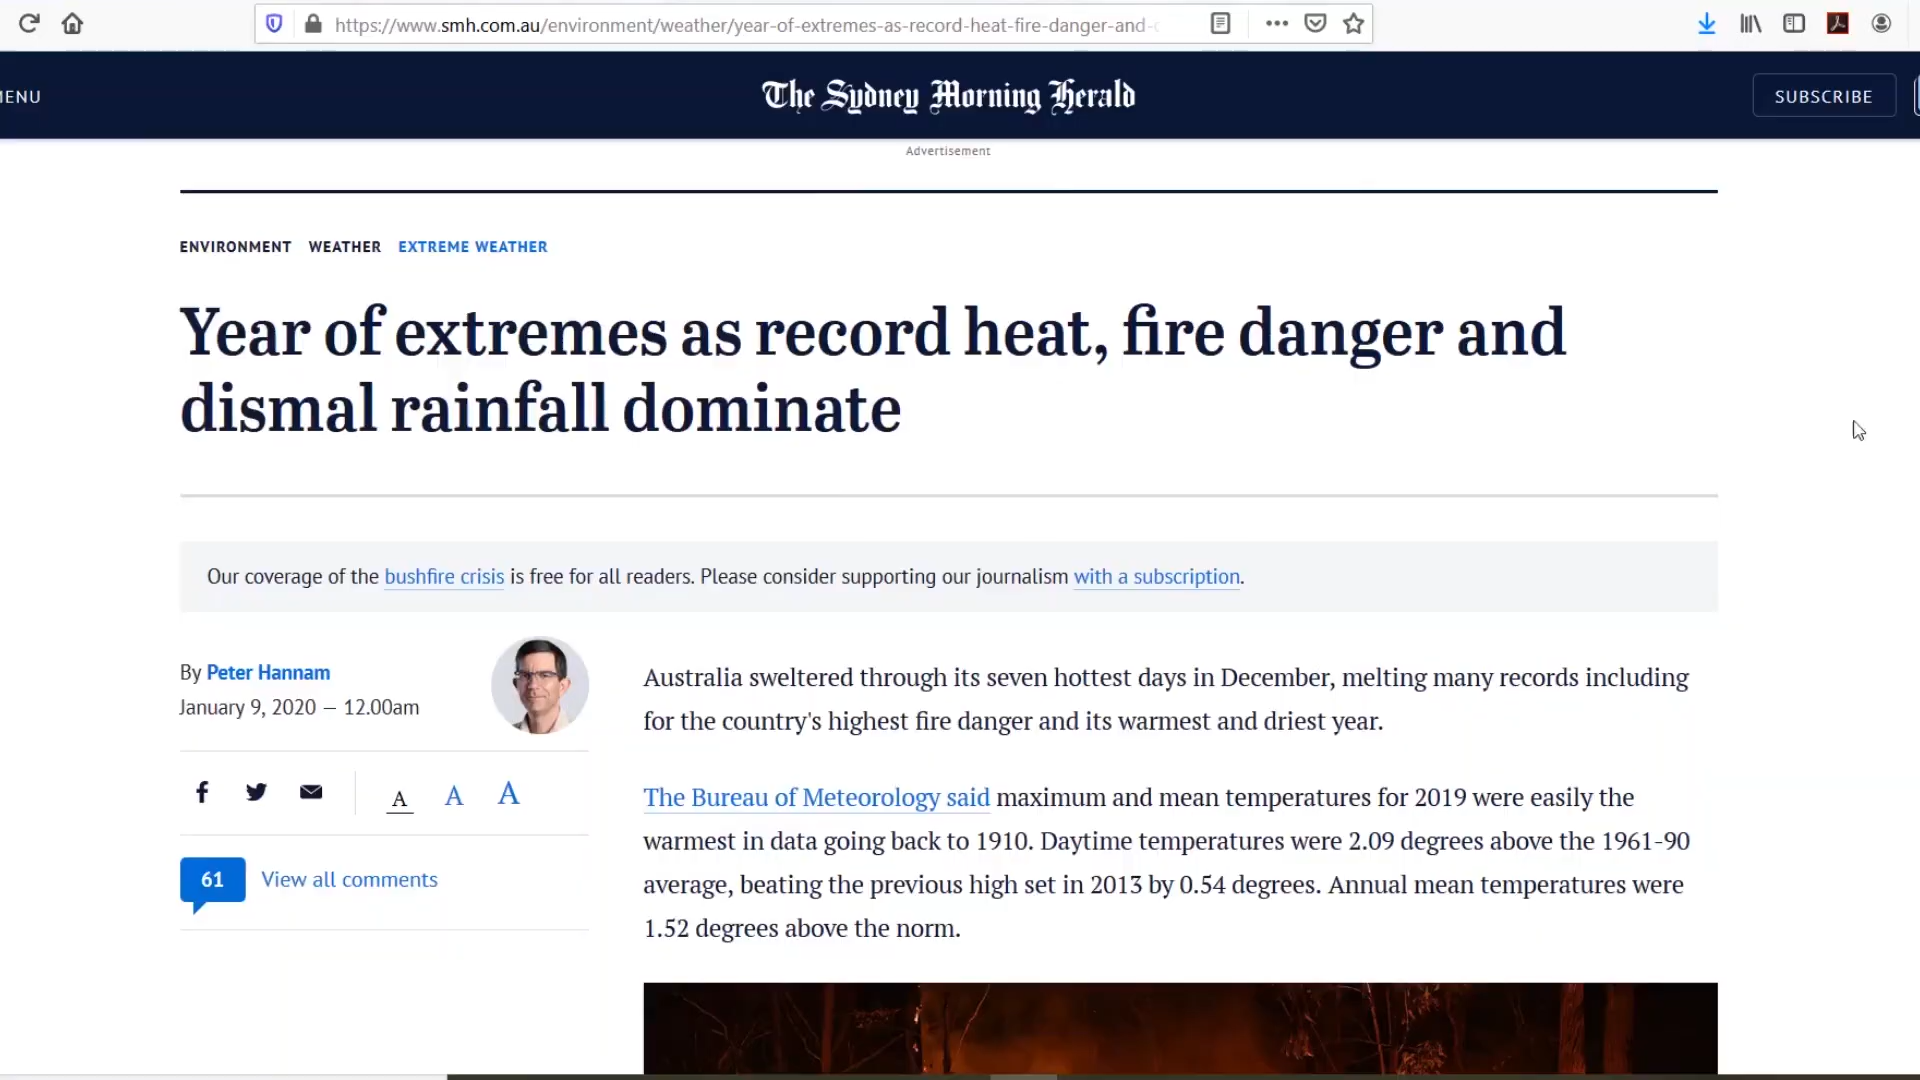 https://www.smh.com.au/environment/weather/year-of-extremes-as-record-heat-fire-danger-and-
MENU
The Sydney Morning Herald
SUBSCRIBE
Advertisement
ENVIRONMENT WEATHER EXTREME WEATHER
Year of extremes as record heat, fire danger and
dismal rainfall dominate
Our coverage of the bushfire crisis is free for all readers. Please consider supporting our journalism with a subscription.
By Peter Hannam
January 9, 2020 — 12.00am
A A A
61 View all comments
Australia sweltered through its seven hottest days in December, melting many records including
for the country's highest fire danger and its warmest and driest year.
The Bureau of Meteorology said maximum and mean temperatures for 2019 were easily the
warmest in data going back to 1910. Daytime temperatures were 2.09 degrees above the 1961-90
average, beating the previous high set in 2013 by 0.54 degrees. Annual mean temperatures were
1.52 degrees above the norm.